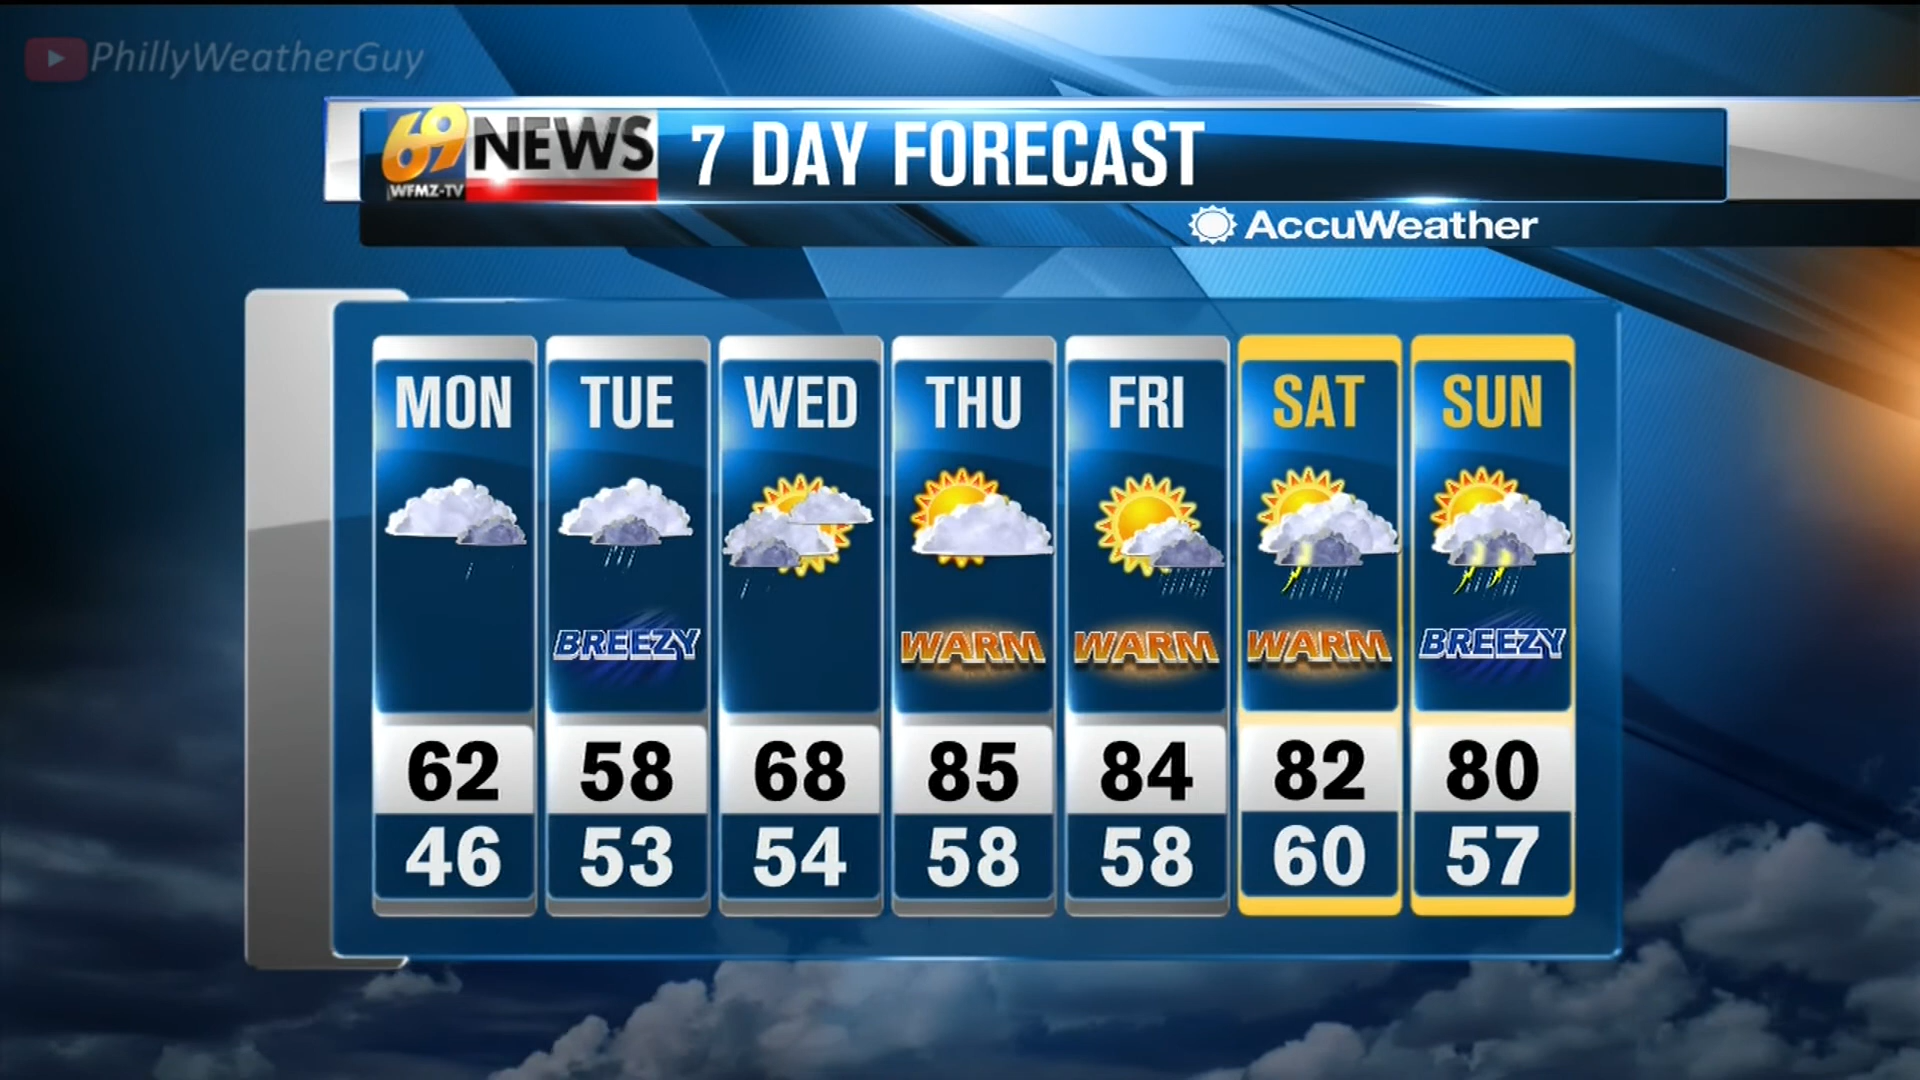 PhillyWeatherGuy
69 NEWS 7 DAY FORECAST
WFMZ-TV
AccuWeather
MON TUE WED THU FRI SAT SUN
BREEZY WARM WARM WARM BREEZY
62 58 68 85 84 82 80
46 53 54 58 58 60 57